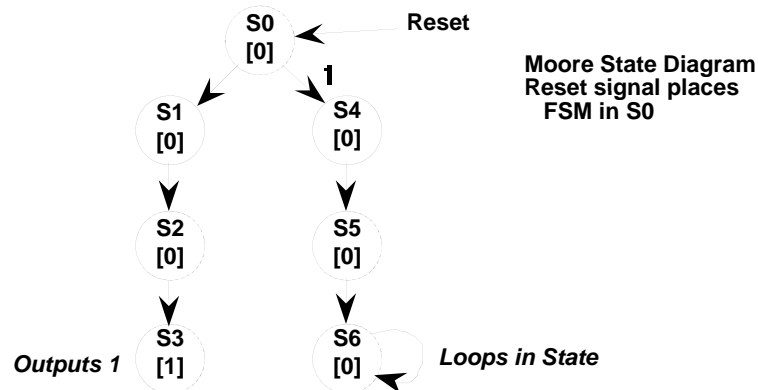 S0
[0]
Reset
1
Moore State Diagram
Reset signal places
FSM in S0
S1
[0]
S4
[0]
S2
[0]
S5
[0]
Outputs 1
S3
[1]
S6
[0]
Loops in State